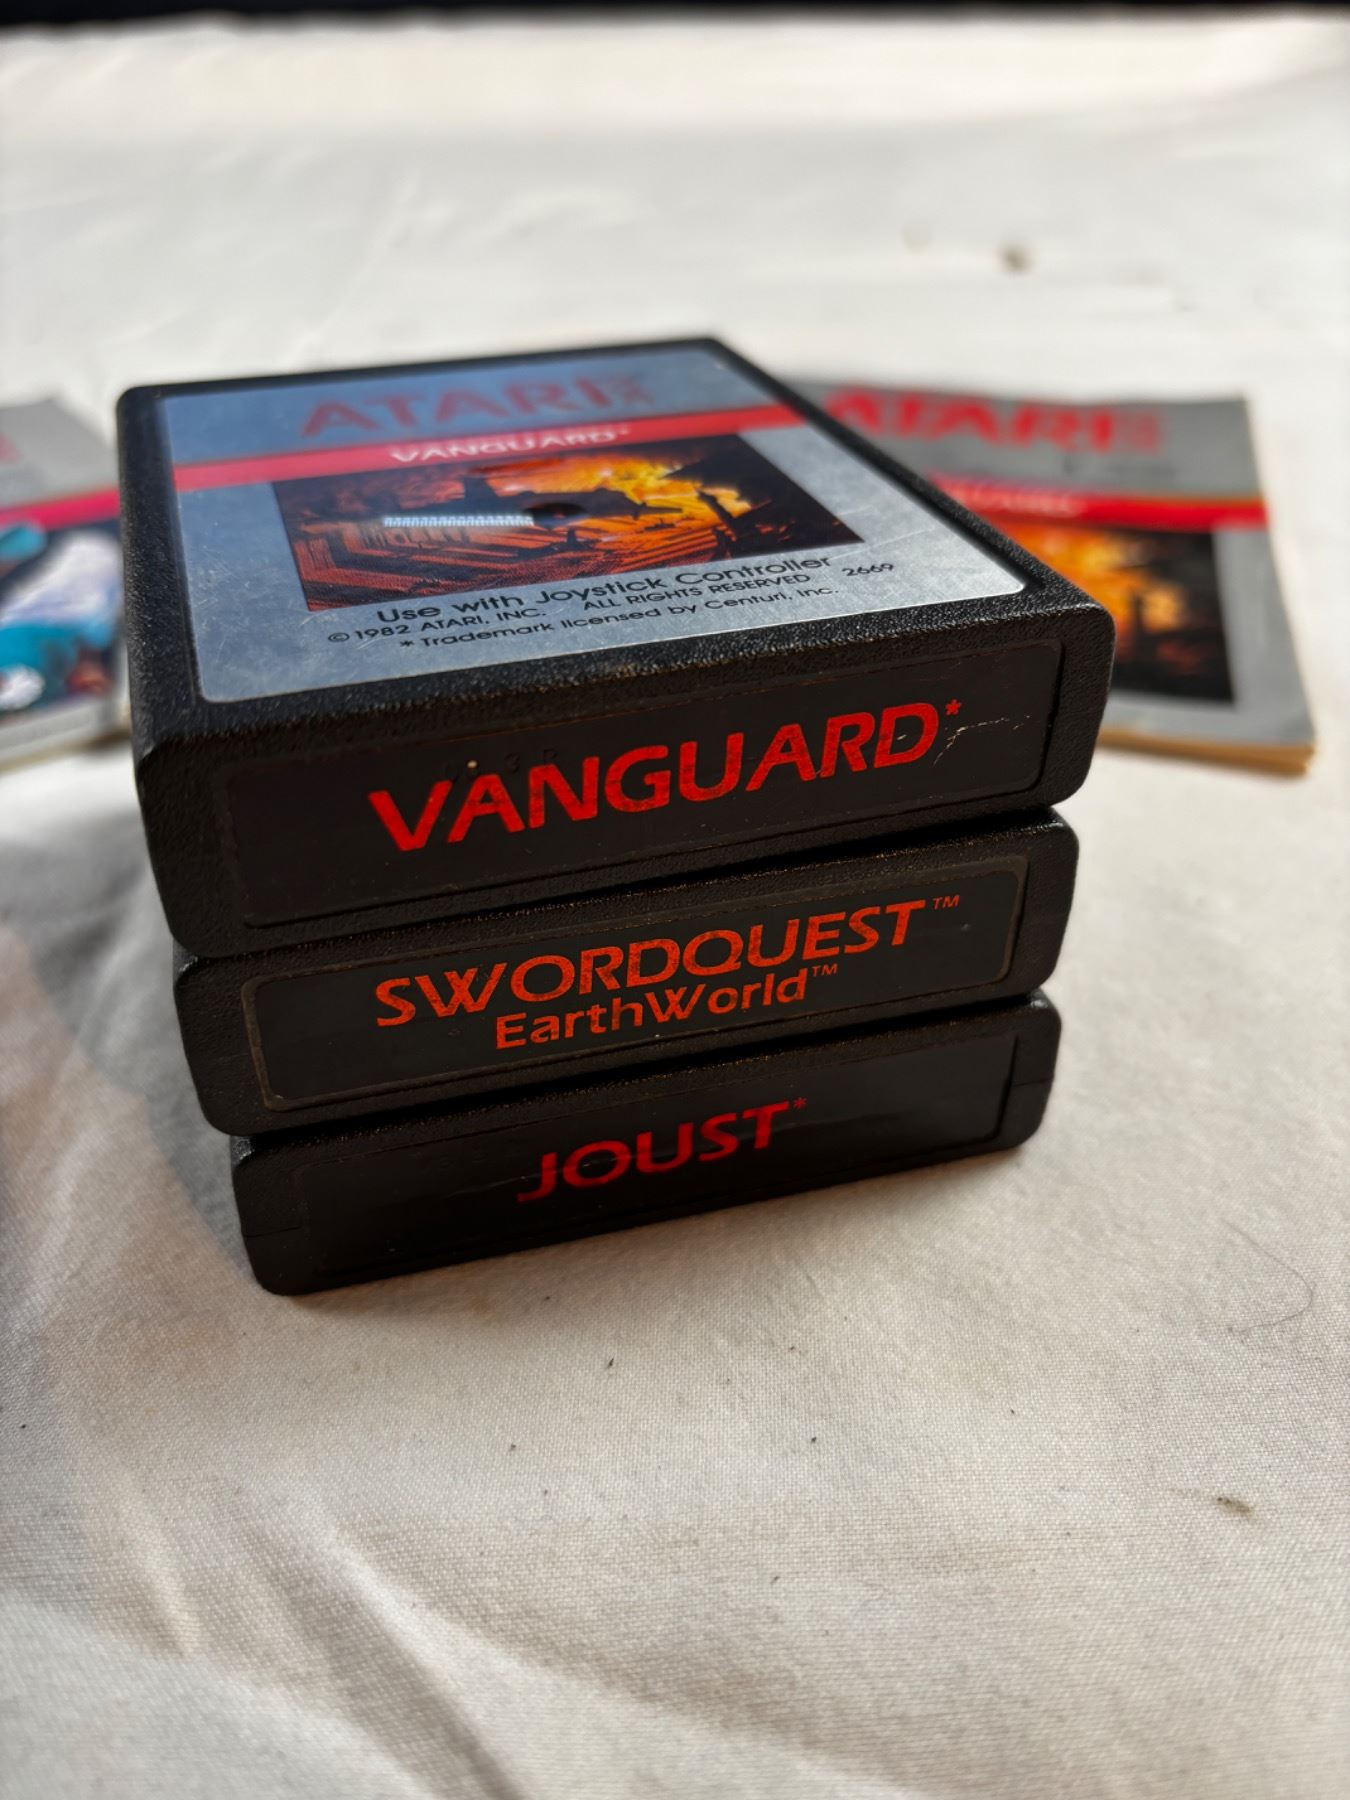 ATARI
VANGUARD*
Use with Joystick Controller
© 1982 ATARI, INC. ALL RIGHTS RESERVED 2669
* Trademark licensed by Centuri, Inc.
VANGUARD*
SWORDQUEST™
EarthWorld™
JOUST*
ATARI
VANGUARD